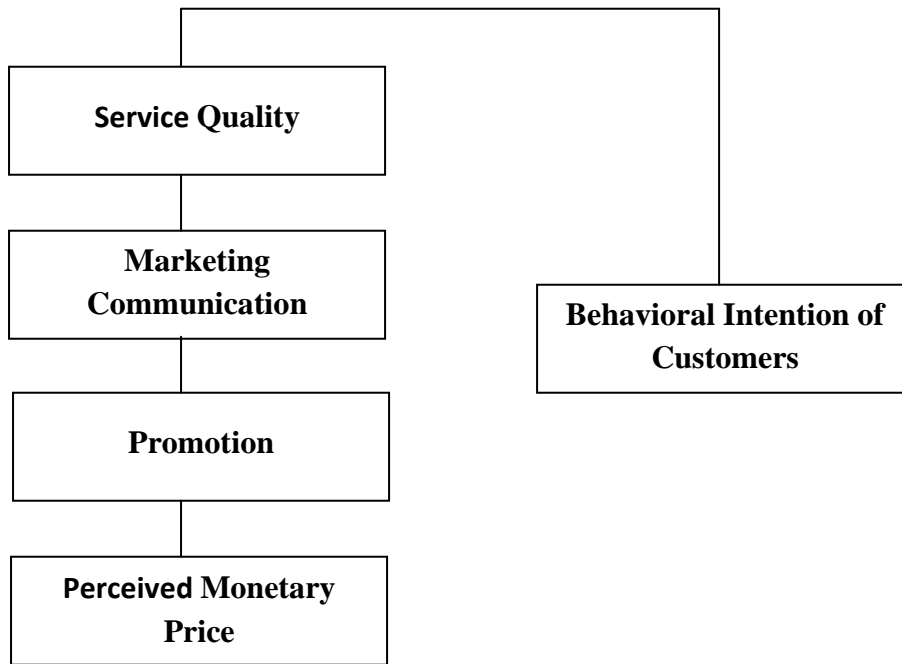 Service Quality
Marketing
Communication
Behavioral Intention of
Customers
Promotion
Perceived Monetary
Price